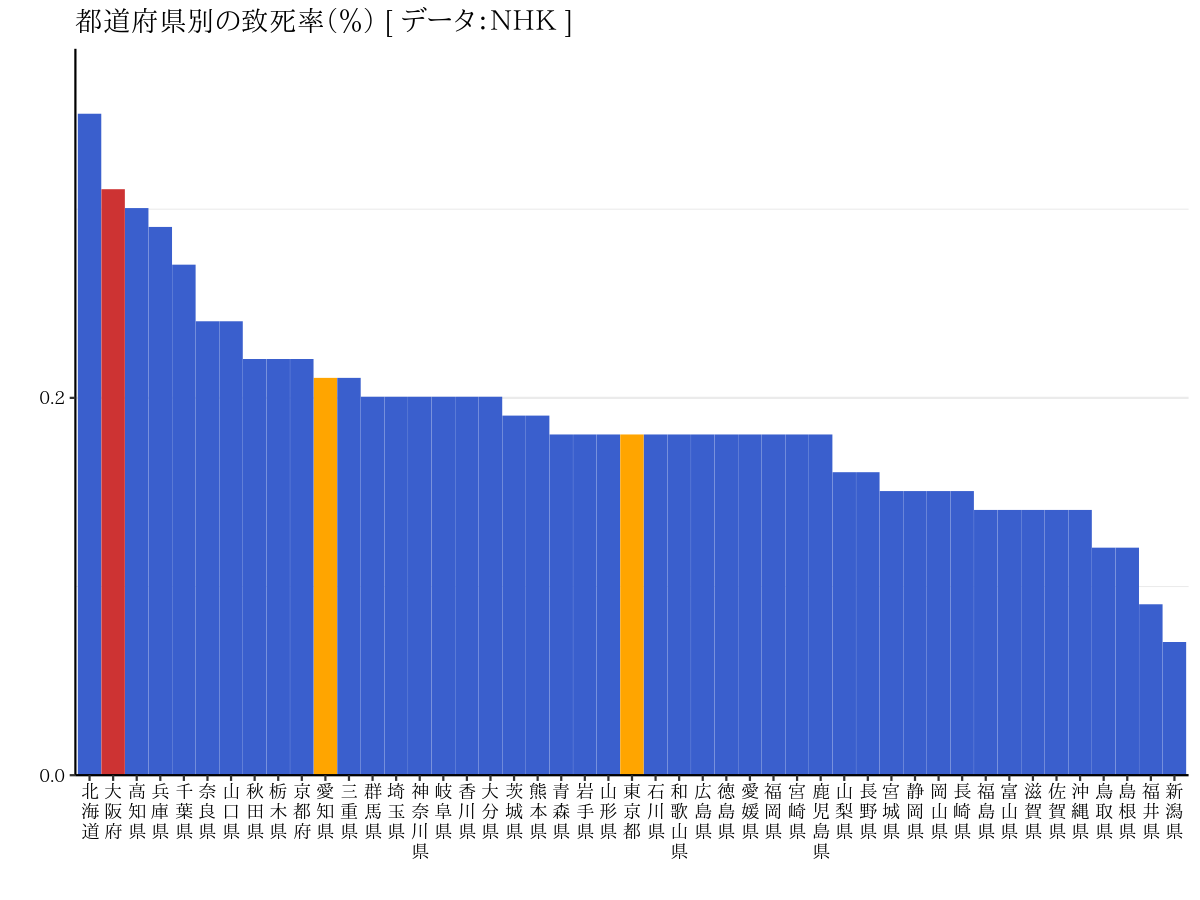 都道府県別の致死率(%) [ データ:NHK ]
0.2
0.0
北海道
大阪府
高知県
兵庫県
千葉県
奈良県
山口県
秋田県
栃木県
京都府
愛知県
三重県
群馬県
埼玉県
神奈川県
岐阜県
香川県
大分県
茨城県
熊本県
青森県
岩手県
山形県
東京都
石川県
和歌山県
広島県
徳島県
愛媛県
福岡県
宮崎県
鹿児島県
山梨県
長野県
宮城県
静岡県
岡山県
長崎県
福島県
富山県
滋賀県
佐賀県
沖縄県
鳥取県
島根県
福井県
新潟県